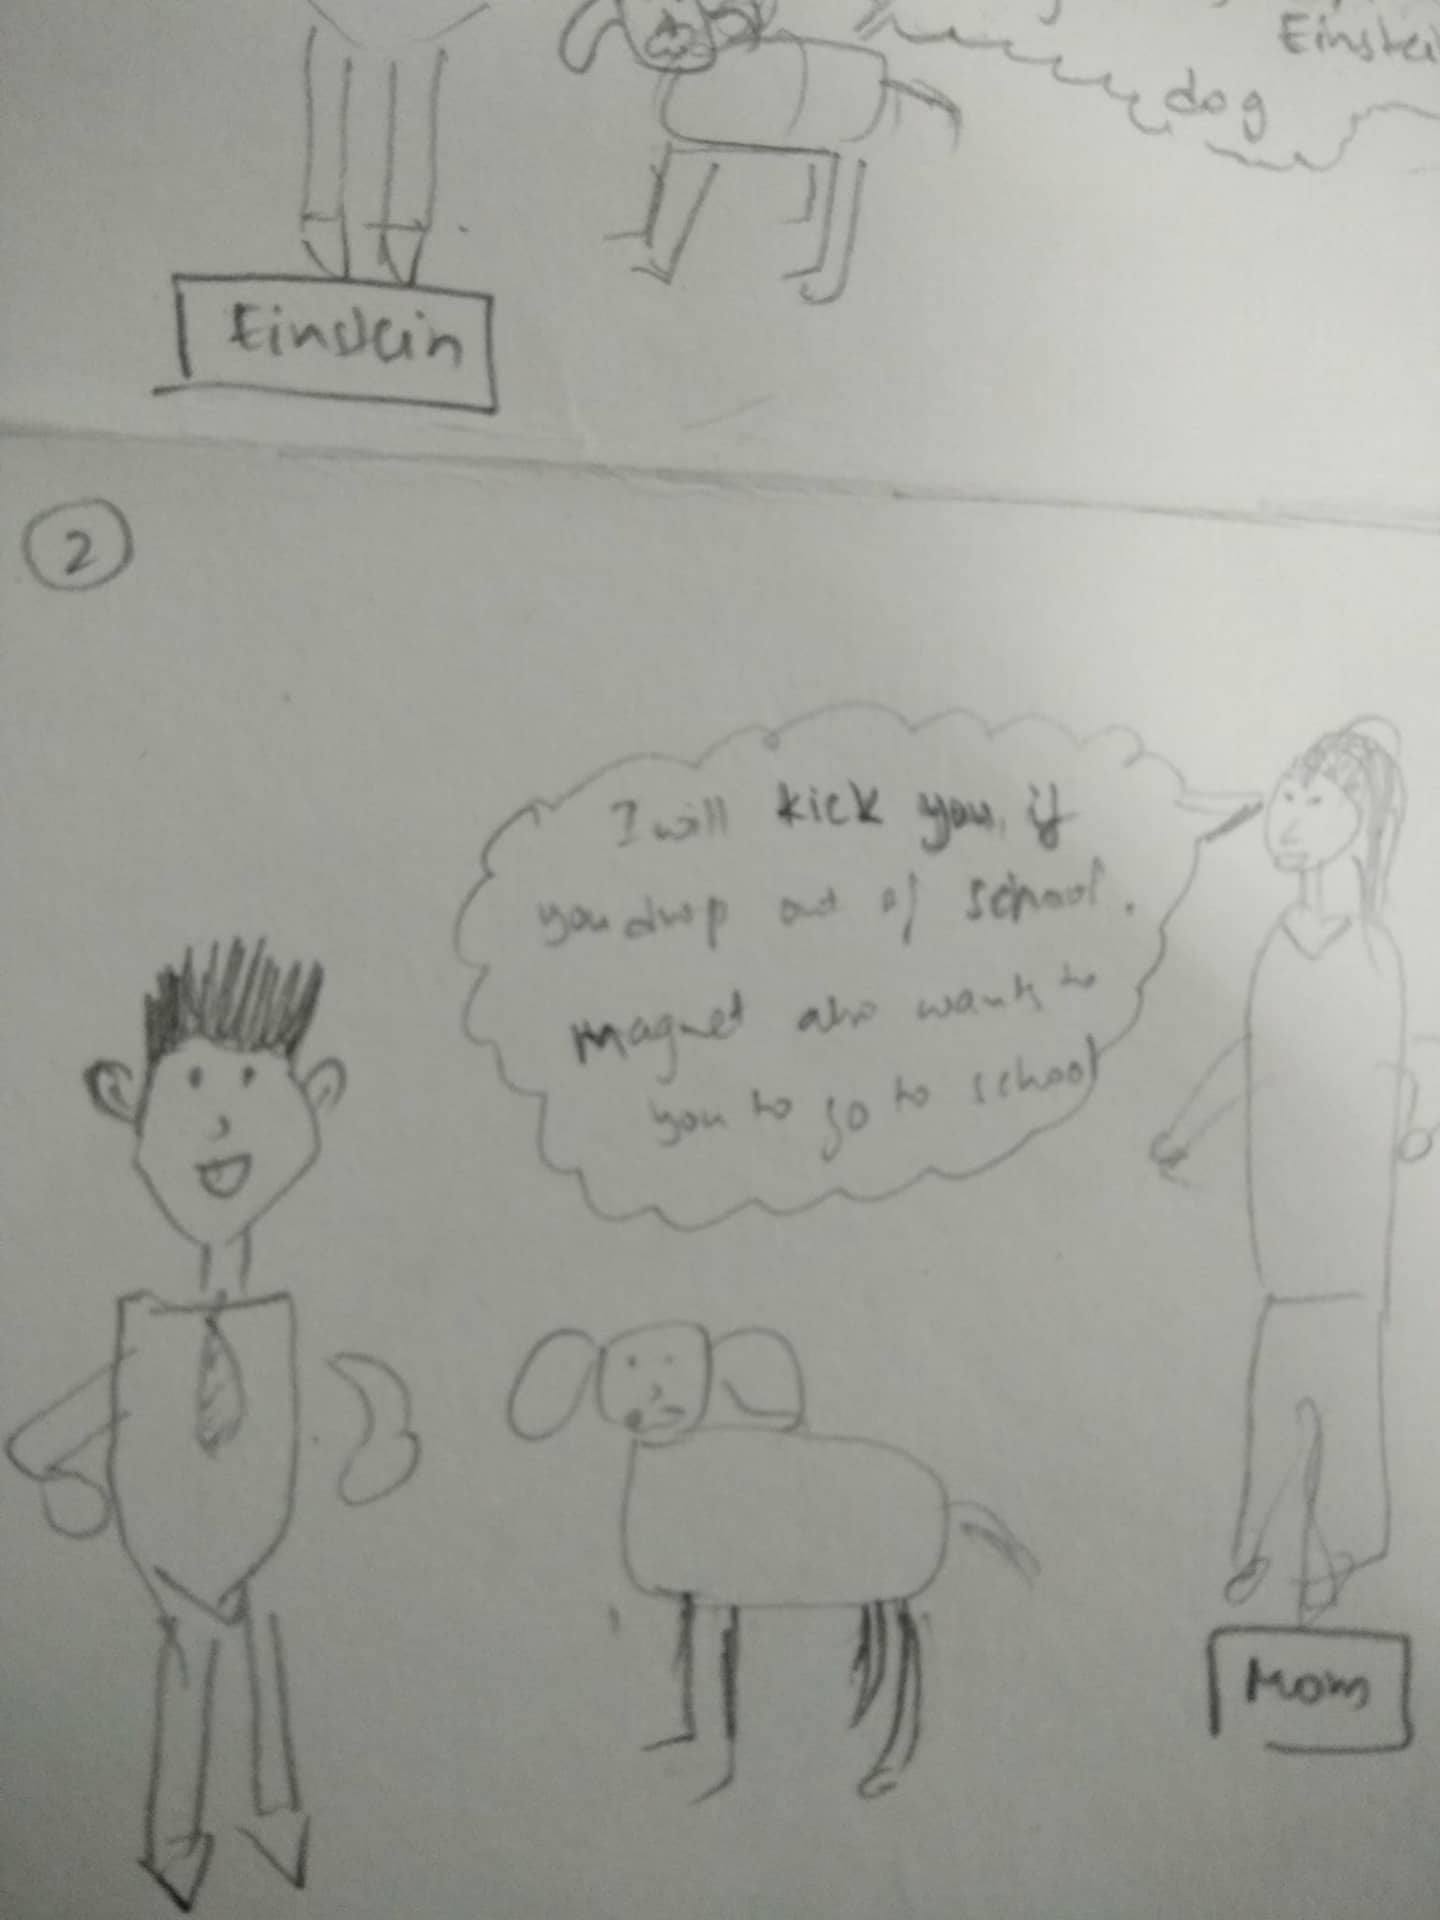 Einstei
dog
Einstein
2
I will kick you, if
you drop out of school.
Magnet also wants to
you to go to school
Mom